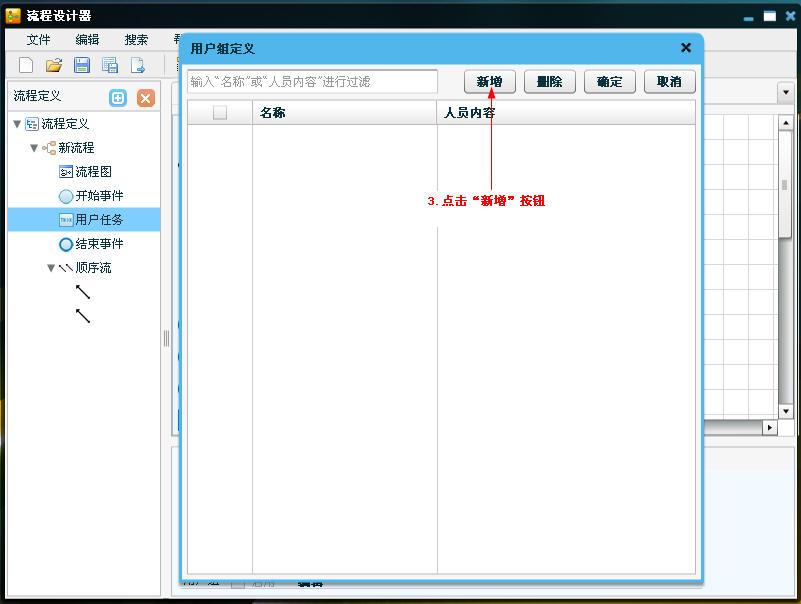 流程设计器
文件 编辑 搜索
用户组定义
输入“名称”或“人员内容”进行过滤
新增 删除 确定 取消
名称 人员内容
3.点击“新增”按钮
流程定义
流程定义
新流程
流程图
开始事件
用户任务
结束事件
顺序流